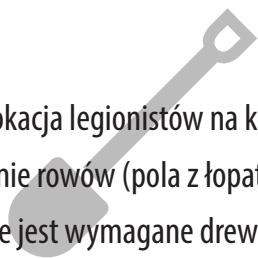 okacja legionistów na k
nie rowów (pola z łopat
e jest wymagane drew